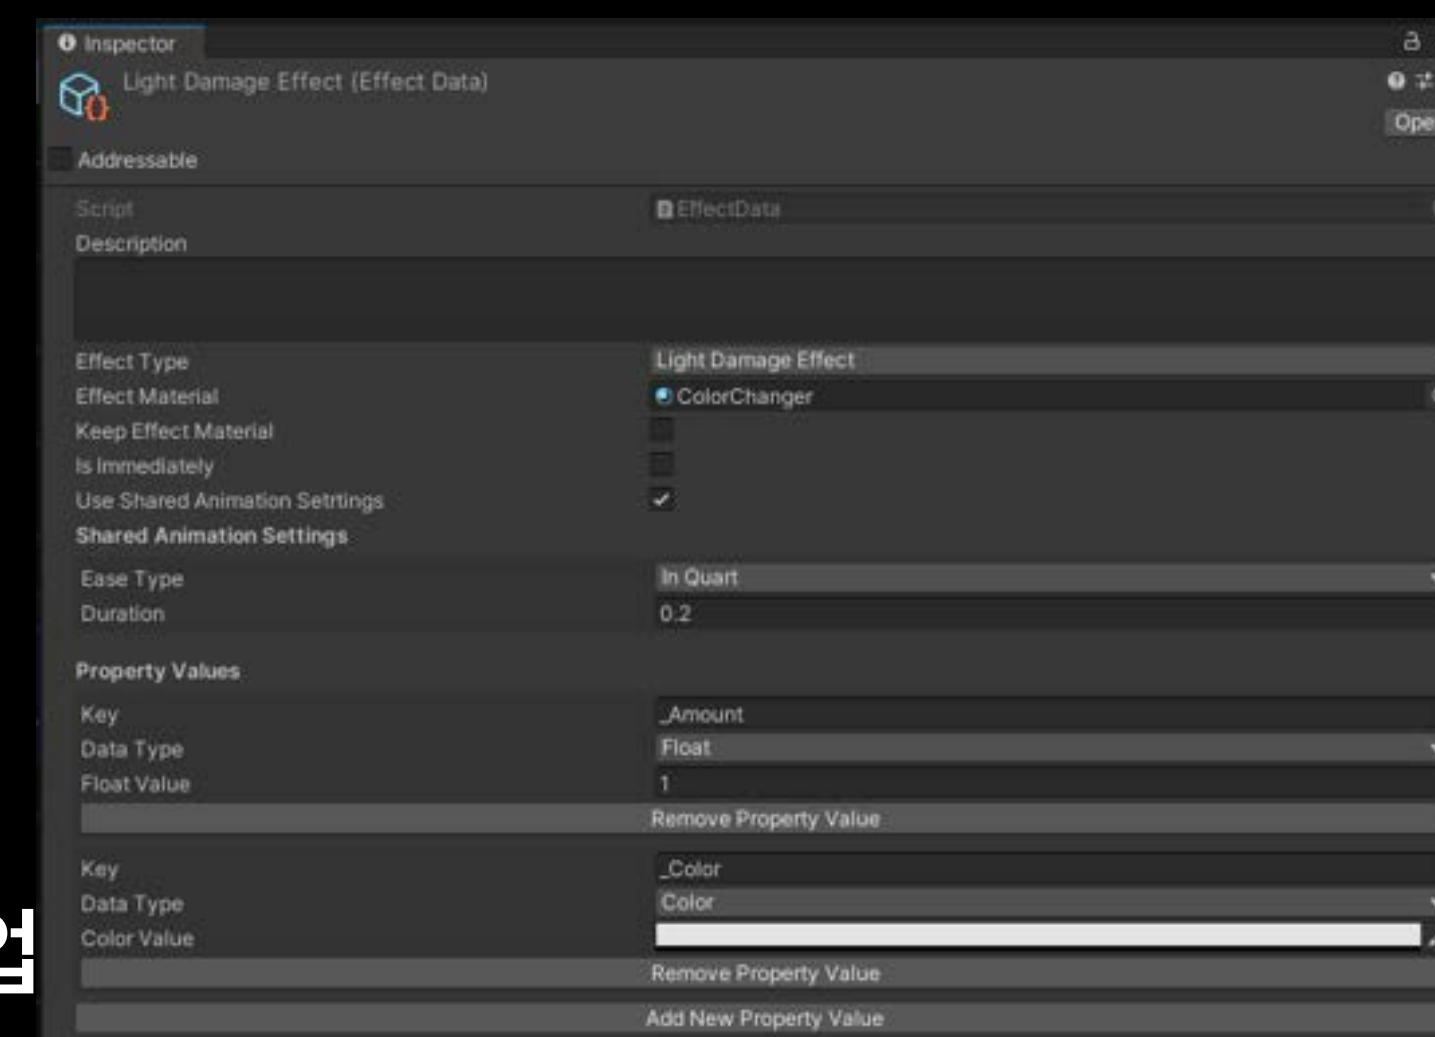 Inspector
Light Damage Effect (Effect Data)
Addressable
Script EffectData
Description
Effect Type Light Damage Effect
Effect Material ColorChanger
Keep Effect Material
Is Immediately
Use Shared Animation Setrtings
Shared Animation Settings
Ease Type In Quart
Duration 0.2
Property Values
Key _Amount
Data Type Float
Float Value 1
Remove Property Value
Key _Color
Data Type Color
Color Value
Remove Property Value
Add New Property Value